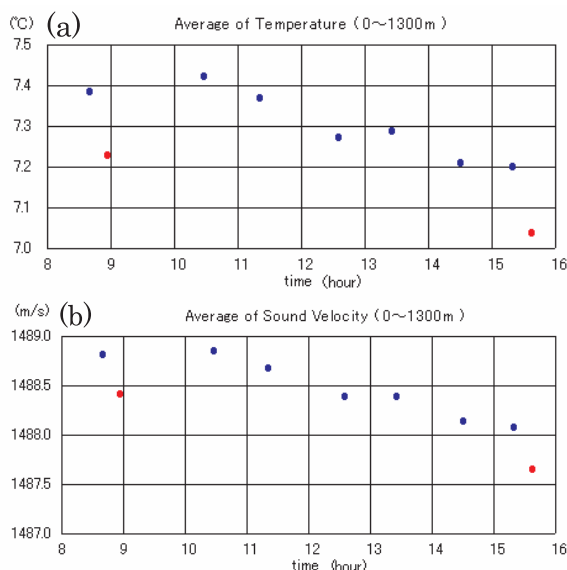 (℃) (a) Average of Temperature (0～1300m)
7.5
7.4
7.3
7.2
7.1
7.0
8 9 10 11 12 13 14 15 16
time (hour)
(m/s) (b) Average of Sound Velocity (0～1300m)
1489.0
1488.5
1488.0
1487.5
1487.0
8 9 10 11 12 13 14 15 16
time (hour)